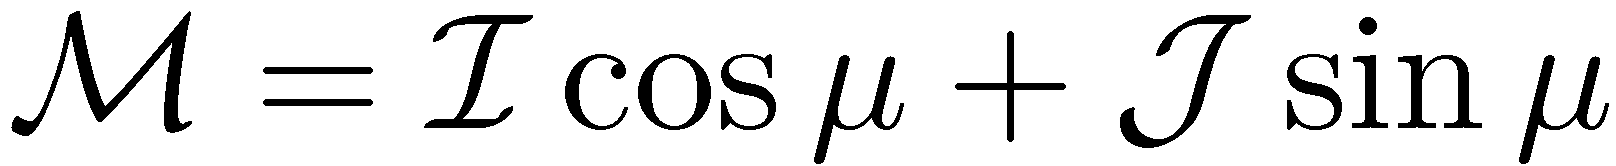 ℳ = ℐ cos μ + 𝒥 sin μ